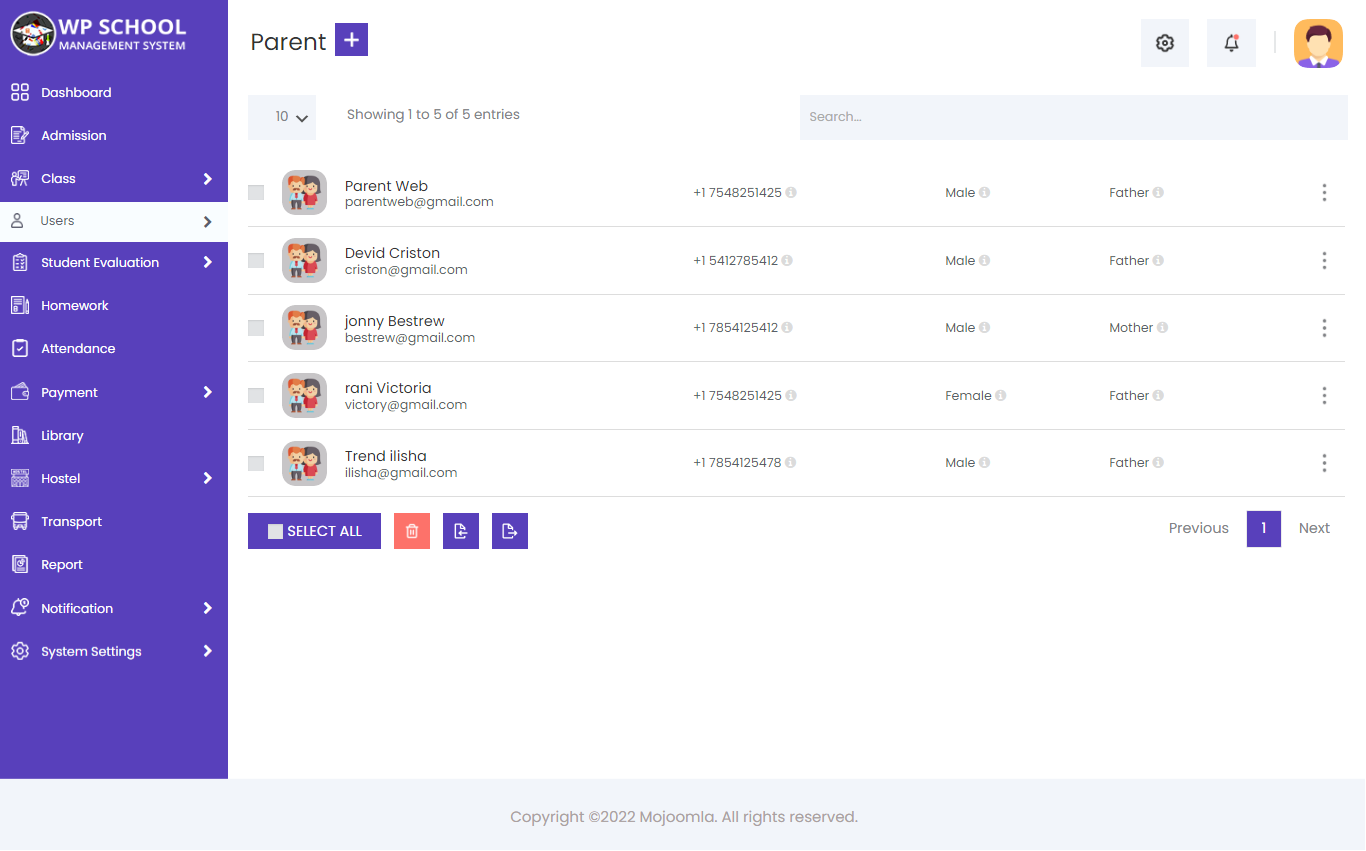 WP SCHOOL
MANAGEMENT SYSTEM
Dashboard
Admission
Class
Users
Student Evaluation
Homework
Attendance
Payment
Library
Hostel
Transport
Report
Notification
System Settings
Parent
10
Showing 1 to 5 of 5 entries
Search...
Parent Web
parentweb@gmail.com
+1 7548251425
Male
Father
Devid Criston
criston@gmail.com
+1 5412785412
Male
Father
jonny Bestrew
bestrew@gmail.com
+1 7854125412
Male
Mother
rani Victoria
victory@gmail.com
+1 7548251425
Female
Father
Trend ilisha
ilisha@gmail.com
+1 7854125478
Male
Father
SELECT ALL
Previous
1
Next
Copyright ©2022 Mojoomla. All rights reserved.